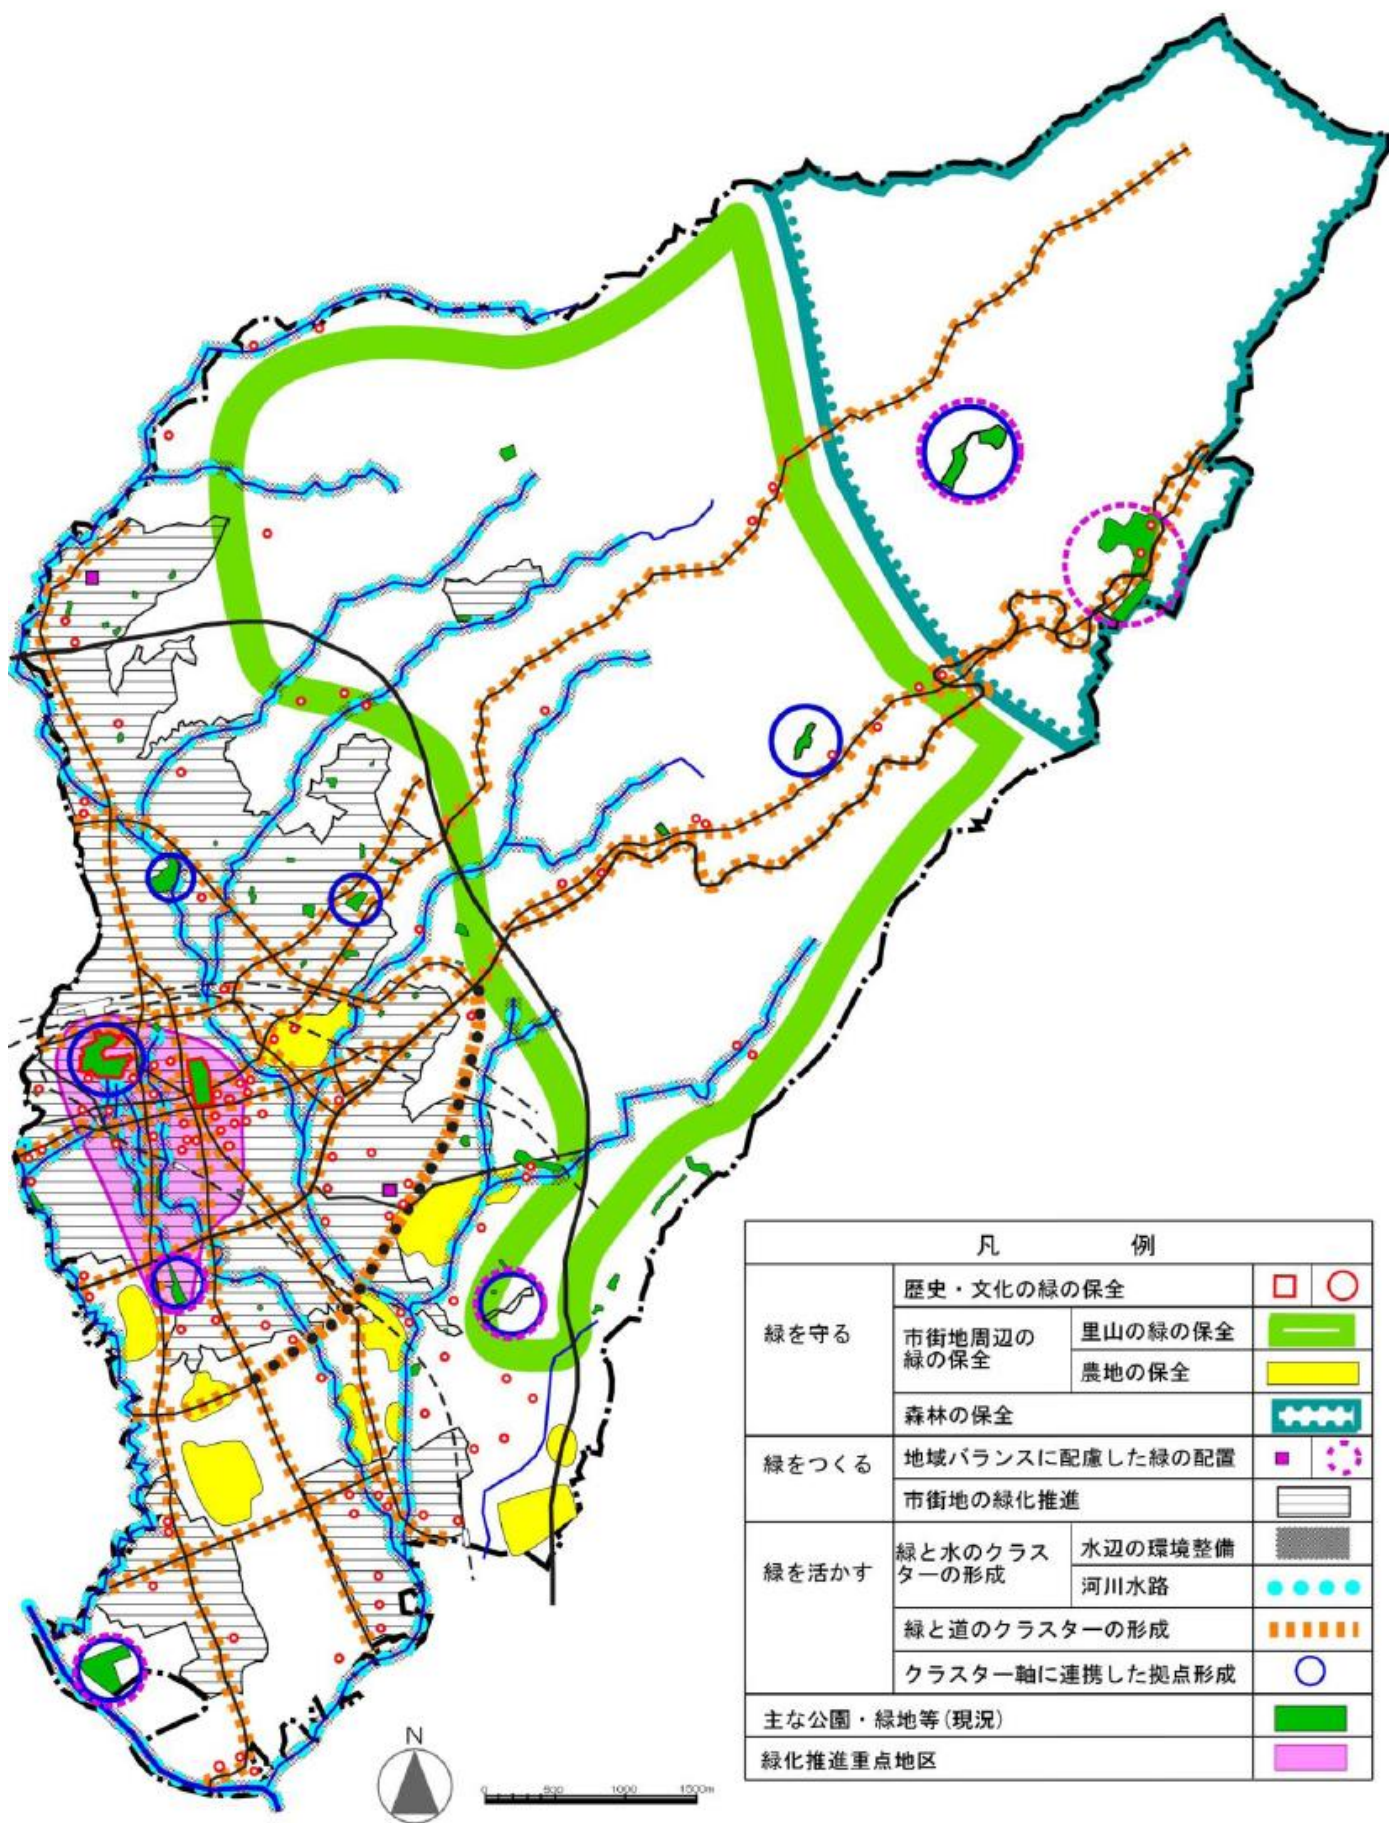 凡 例
緑を守る
歴史・文化の緑の保全
市街地周辺の
緑の保全
里山の緑の保全
農地の保全
森林の保全
緑をつくる
地域バランスに配慮した緑の配置
市街地の緑化推進
緑を活かす
緑と水のクラス
ターの形成
水辺の環境整備
河川水路
緑と道のクラスターの形成
クラスター軸に連携した拠点形成
主な公園・緑地等(現況)
緑化推進重点地区
N
0 500 1000 1500m